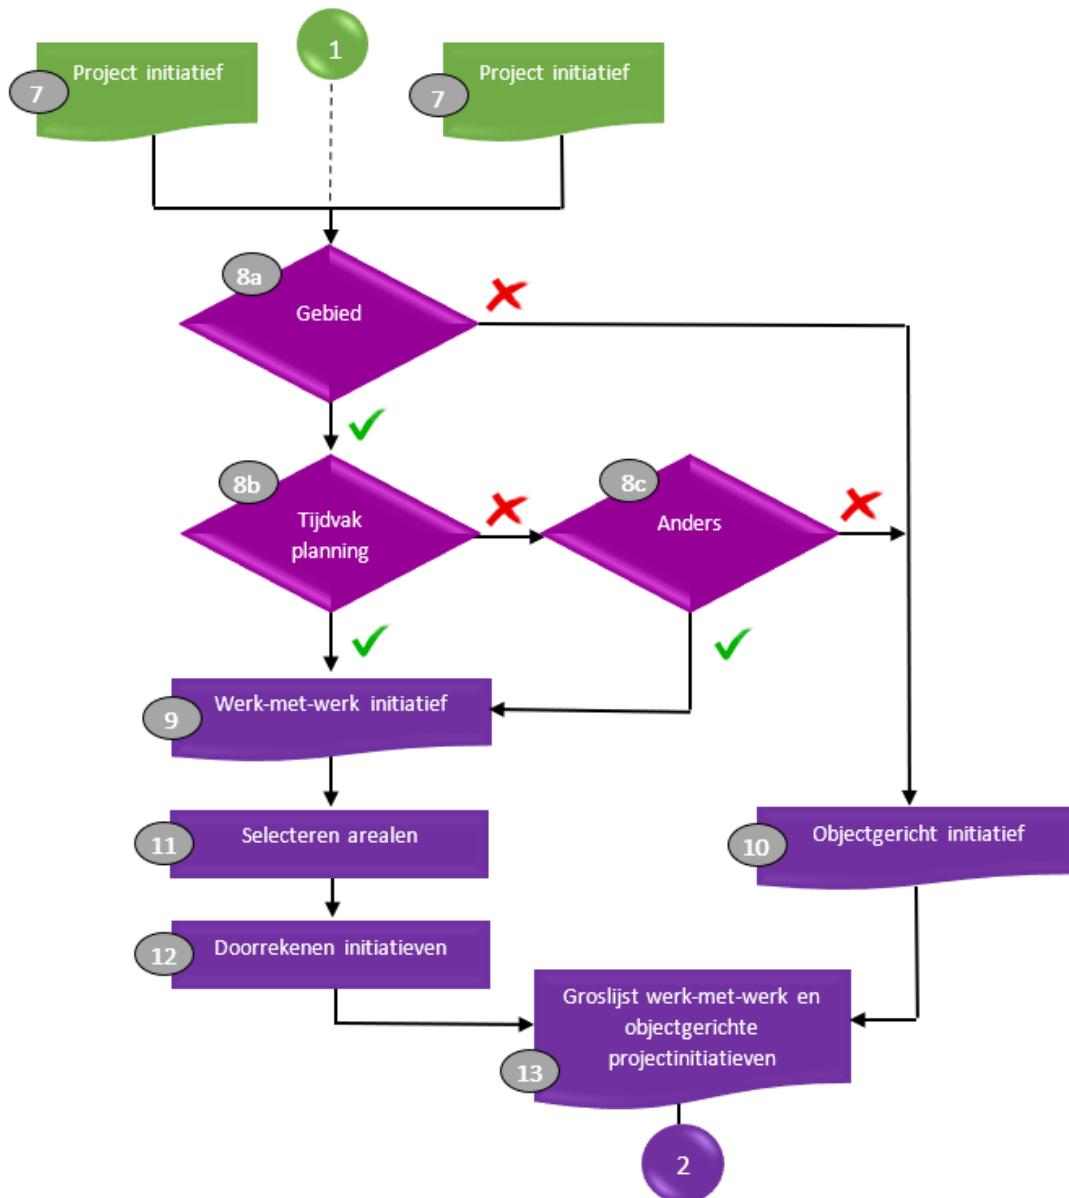 1
Project initiatief
7
Project initiatief
7
8a
Gebied
8b
Tijdvak
planning
8c
Anders
Werk-met-werk initiatief
9
Selecteren arealen
11
Objectgericht initiatief
10
Doorrekenen initiatieven
12
Groslijst werk-met-werk en
objectgerichte
projectinitiatieven
13
2